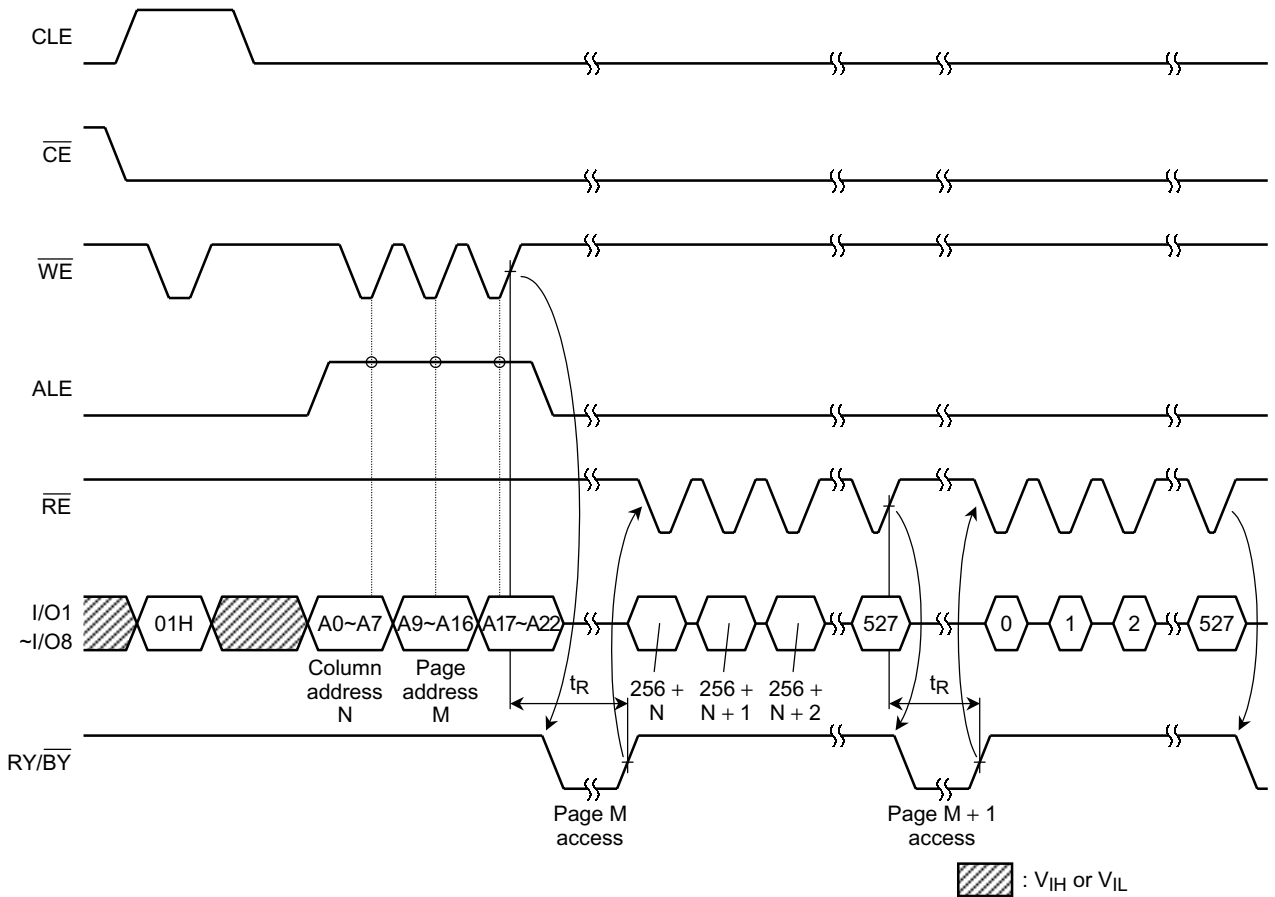 CLE
CE
WE
ALE
RE
I/O1
~I/O8
01H
A0~A7
A9~A16
A17~A22
527
0
1
2
527
Column
address
N
Page
address
M
tR
256 +
N
256 +
N + 1
256 +
N + 2
tR
RY/BY
Page M
access
Page M + 1
access
: VIH or VIL